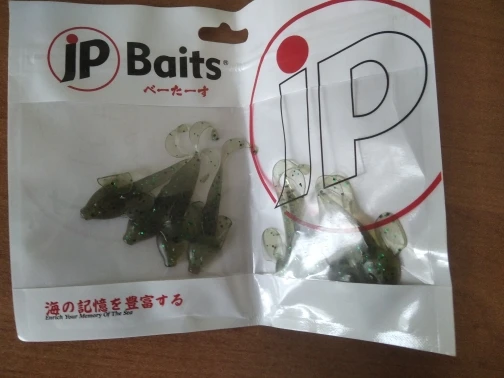 jP Baits®
べーたーす
jP
海の記憶を豊富する
Enrich Your Memory Of The Sea